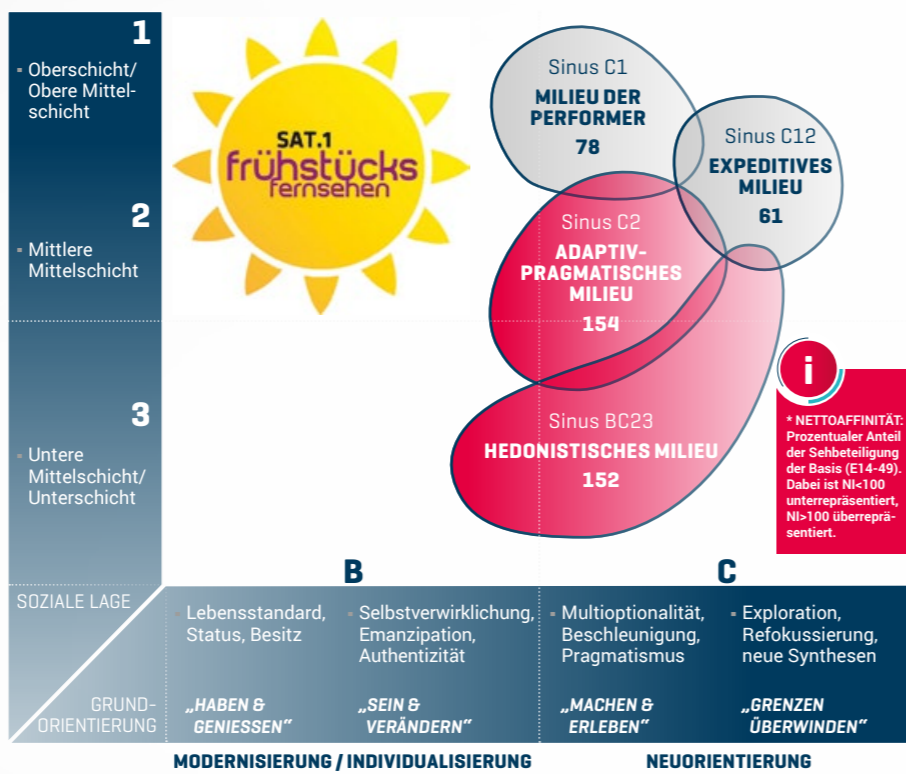 1
▪ Oberschicht/
Obere Mittel-
schicht
2
▪ Mittlere
Mittelschicht
3
▪ Untere
Mittelschicht/
Unterschicht
SAT.1
frühstücks
fernsehen
Sinus C1
MILIEU DER
PERFORMER
78
Sinus C12
EXPEDITIVES
MILIEU
61
Sinus C2
ADAPTIV-
PRAGMATISCHES
MILIEU
154
Sinus BC23
HEDONISTISCHES MILIEU
152
i
* NETTOAFFINITÄT:
Prozentualer Anteil
der Sehbeteiligung
der Basis (E14-49).
Dabei ist NI<100
unterrepräsentiert,
NI>100 überreprä-
sentiert.
SOZIALE LAGE
GRUND-
ORIENTIERUNG
B
▪ Lebensstandard,
Status, Besitz
„HABEN &
GENIESSEN“
▪ Selbstverwirklichung,
Emanzipation,
Authentizität
„SEIN &
VERÄNDERN“
C
▪ Multioptionalität,
Beschleunigung,
Pragmatismus
„MACHEN &
ERLEBEN“
▪ Exploration,
Refokussierung,
neue Synthesen
„GRENZEN
ÜBERWINDEN“
MODERNISIERUNG / INDIVIDUALISIERUNG
NEUORIENTIERUNG